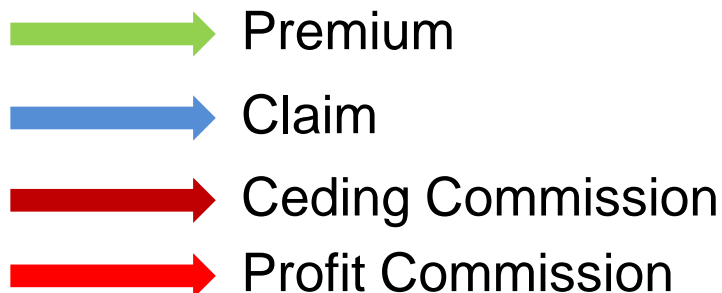 Premium
Claim
Ceding Commission
Profit Commission